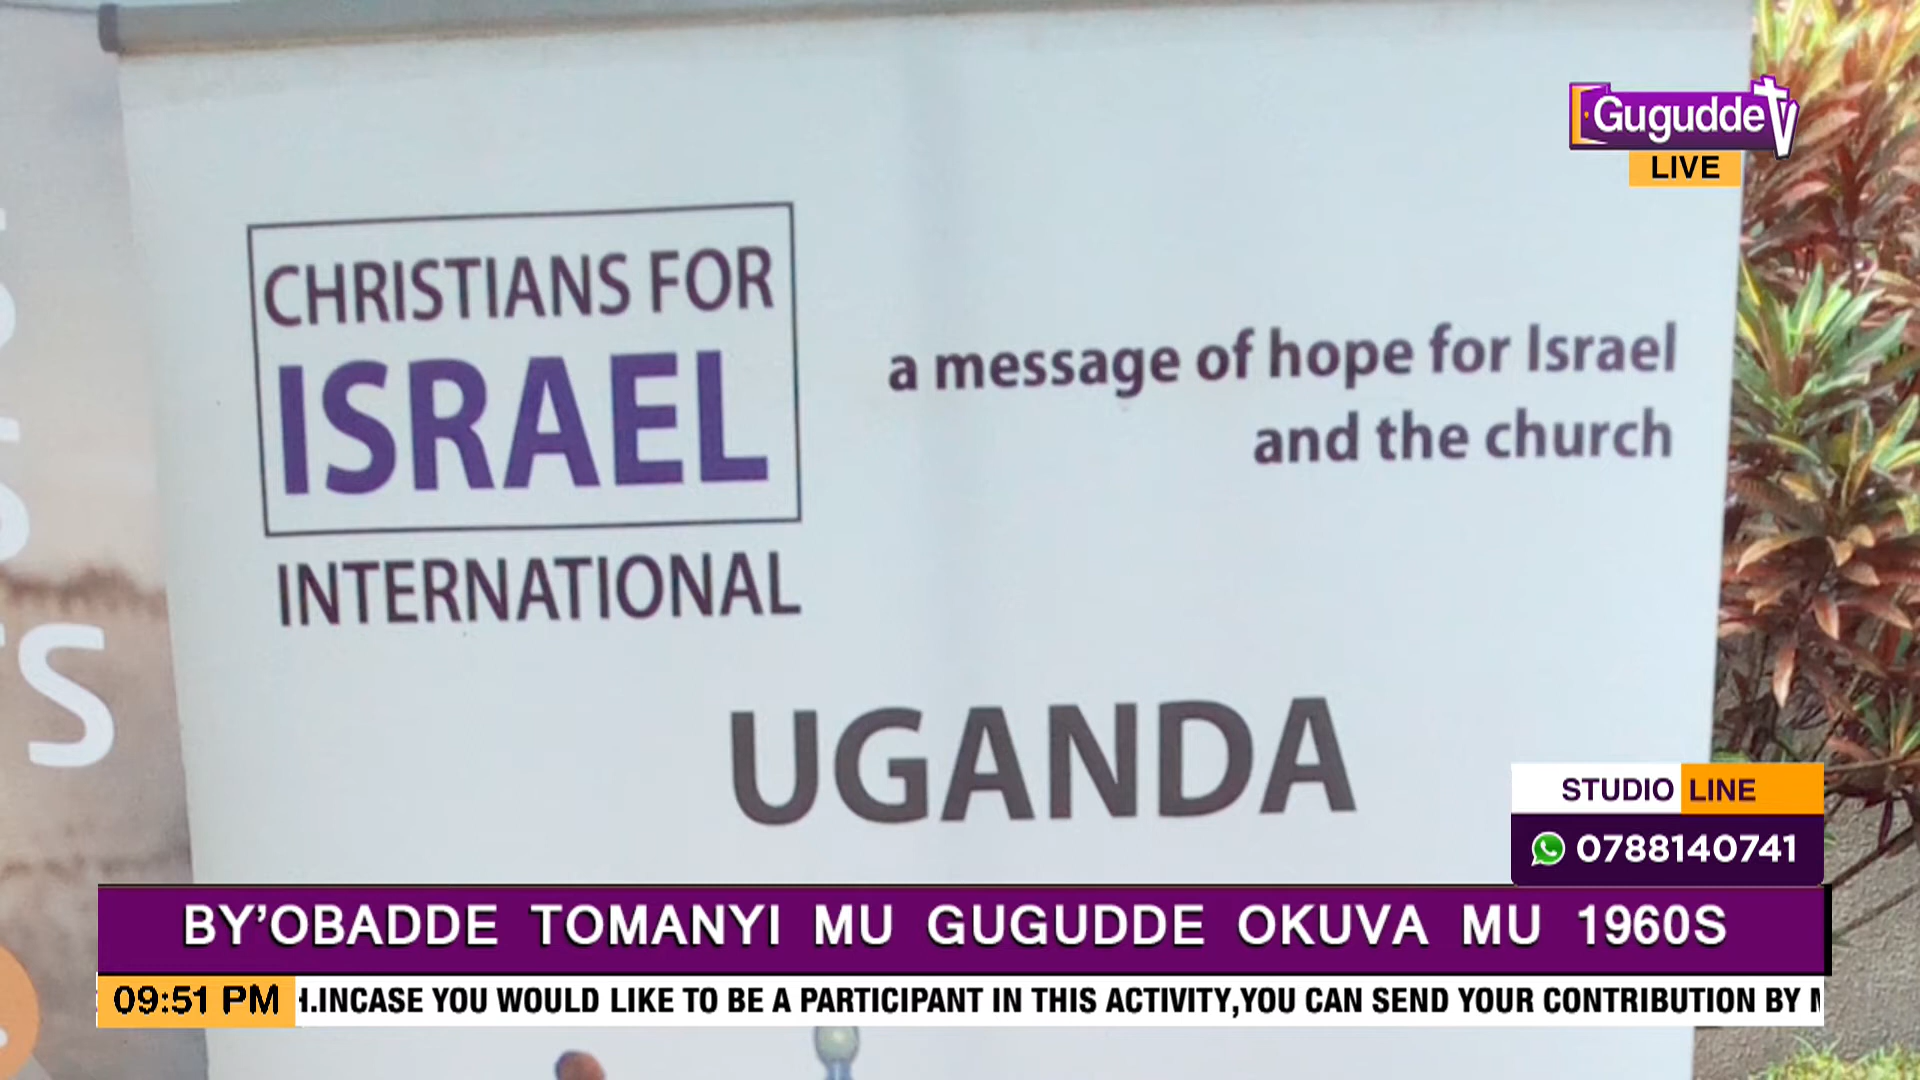 Gugudde TV
LIVE
CHRISTIANS FOR
ISRAEL
INTERNATIONAL
a message of hope for Israel
and the church
UGANDA
STUDIO LINE
0788140741
BY'OBADDE TOMANYI MU GUGUDDE OKUVA MU 1960S
09:51 PM
.INCASE YOU WOULD LIKE TO BE A PARTICIPANT IN THIS ACTIVITY,YOU CAN SEND YOUR CONTRIBUTION BY